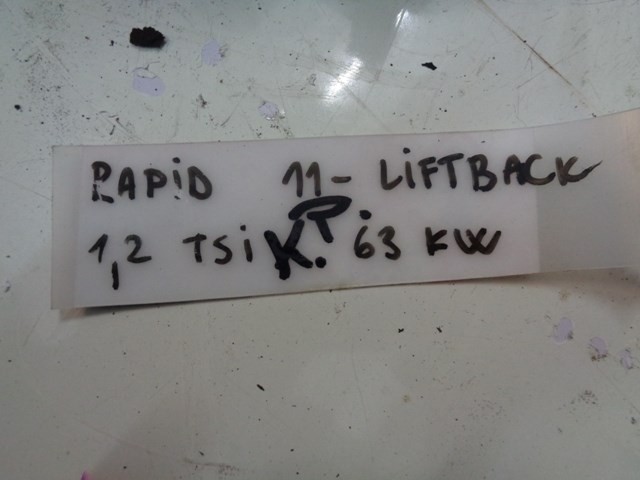 RAPiD 11- LiFTBACK
1,2 TSi K.P. 63 KW